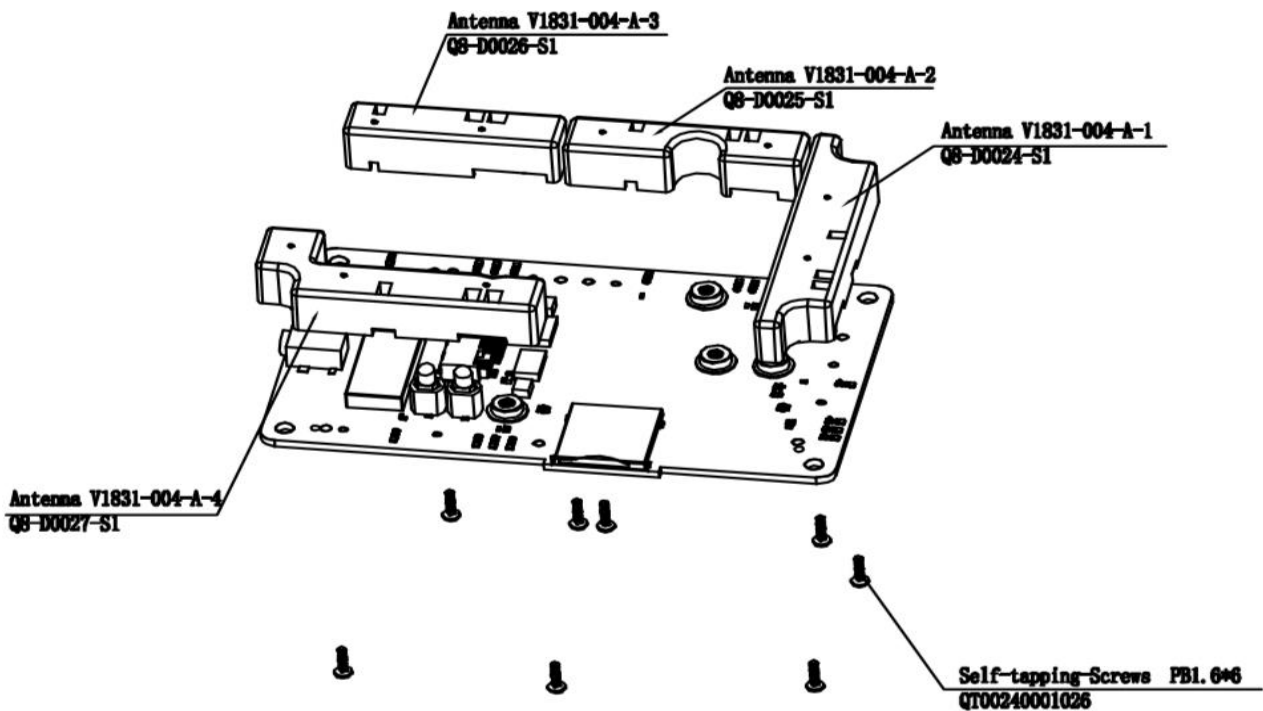 Antenna V1831-004-A-3
Q8-D0026-S1
Antenna V1831-004-A-2
Q8-D0025-S1
Antenna V1831-004-A-1
Q8-D0024-S1
Antenna V1831-004-A-4
Q8-D0027-S1
Self-tapping Screws PB1.6*6
QT00240001026